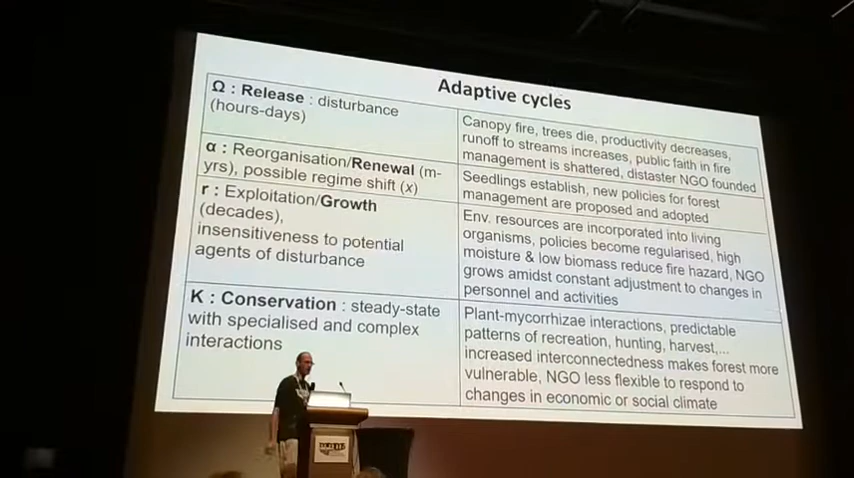 Adaptive cycles
Ω : Release : disturbance
(hours-days)
Canopy fire, trees die, productivity decreases,
runoff to streams increases, public faith in fire
management is shattered, distaster NGO founded
α : Reorganisation/Renewal (m-
yrs), possible regime shift (x)
Seedlings establish, new policies for forest
management are proposed and adopted
r : Exploitation/Growth
(decades),
insensitiveness to potential
agents of disturbance
Env. resources are incorporated into living
organisms, policies become regularised, high
moisture & low biomass reduce fire hazard, NGO
grows amidst constant adjustment to changes in
personnel and activities
K : Conservation : steady-state
with specialised and complex
interactions
Plant-mycorrhizae interactions, predictable
patterns of recreation, hunting, harvest,...
increased interconnectedness makes forest more
vulnerable, NGO less flexible to respond to
changes in economic or social climate